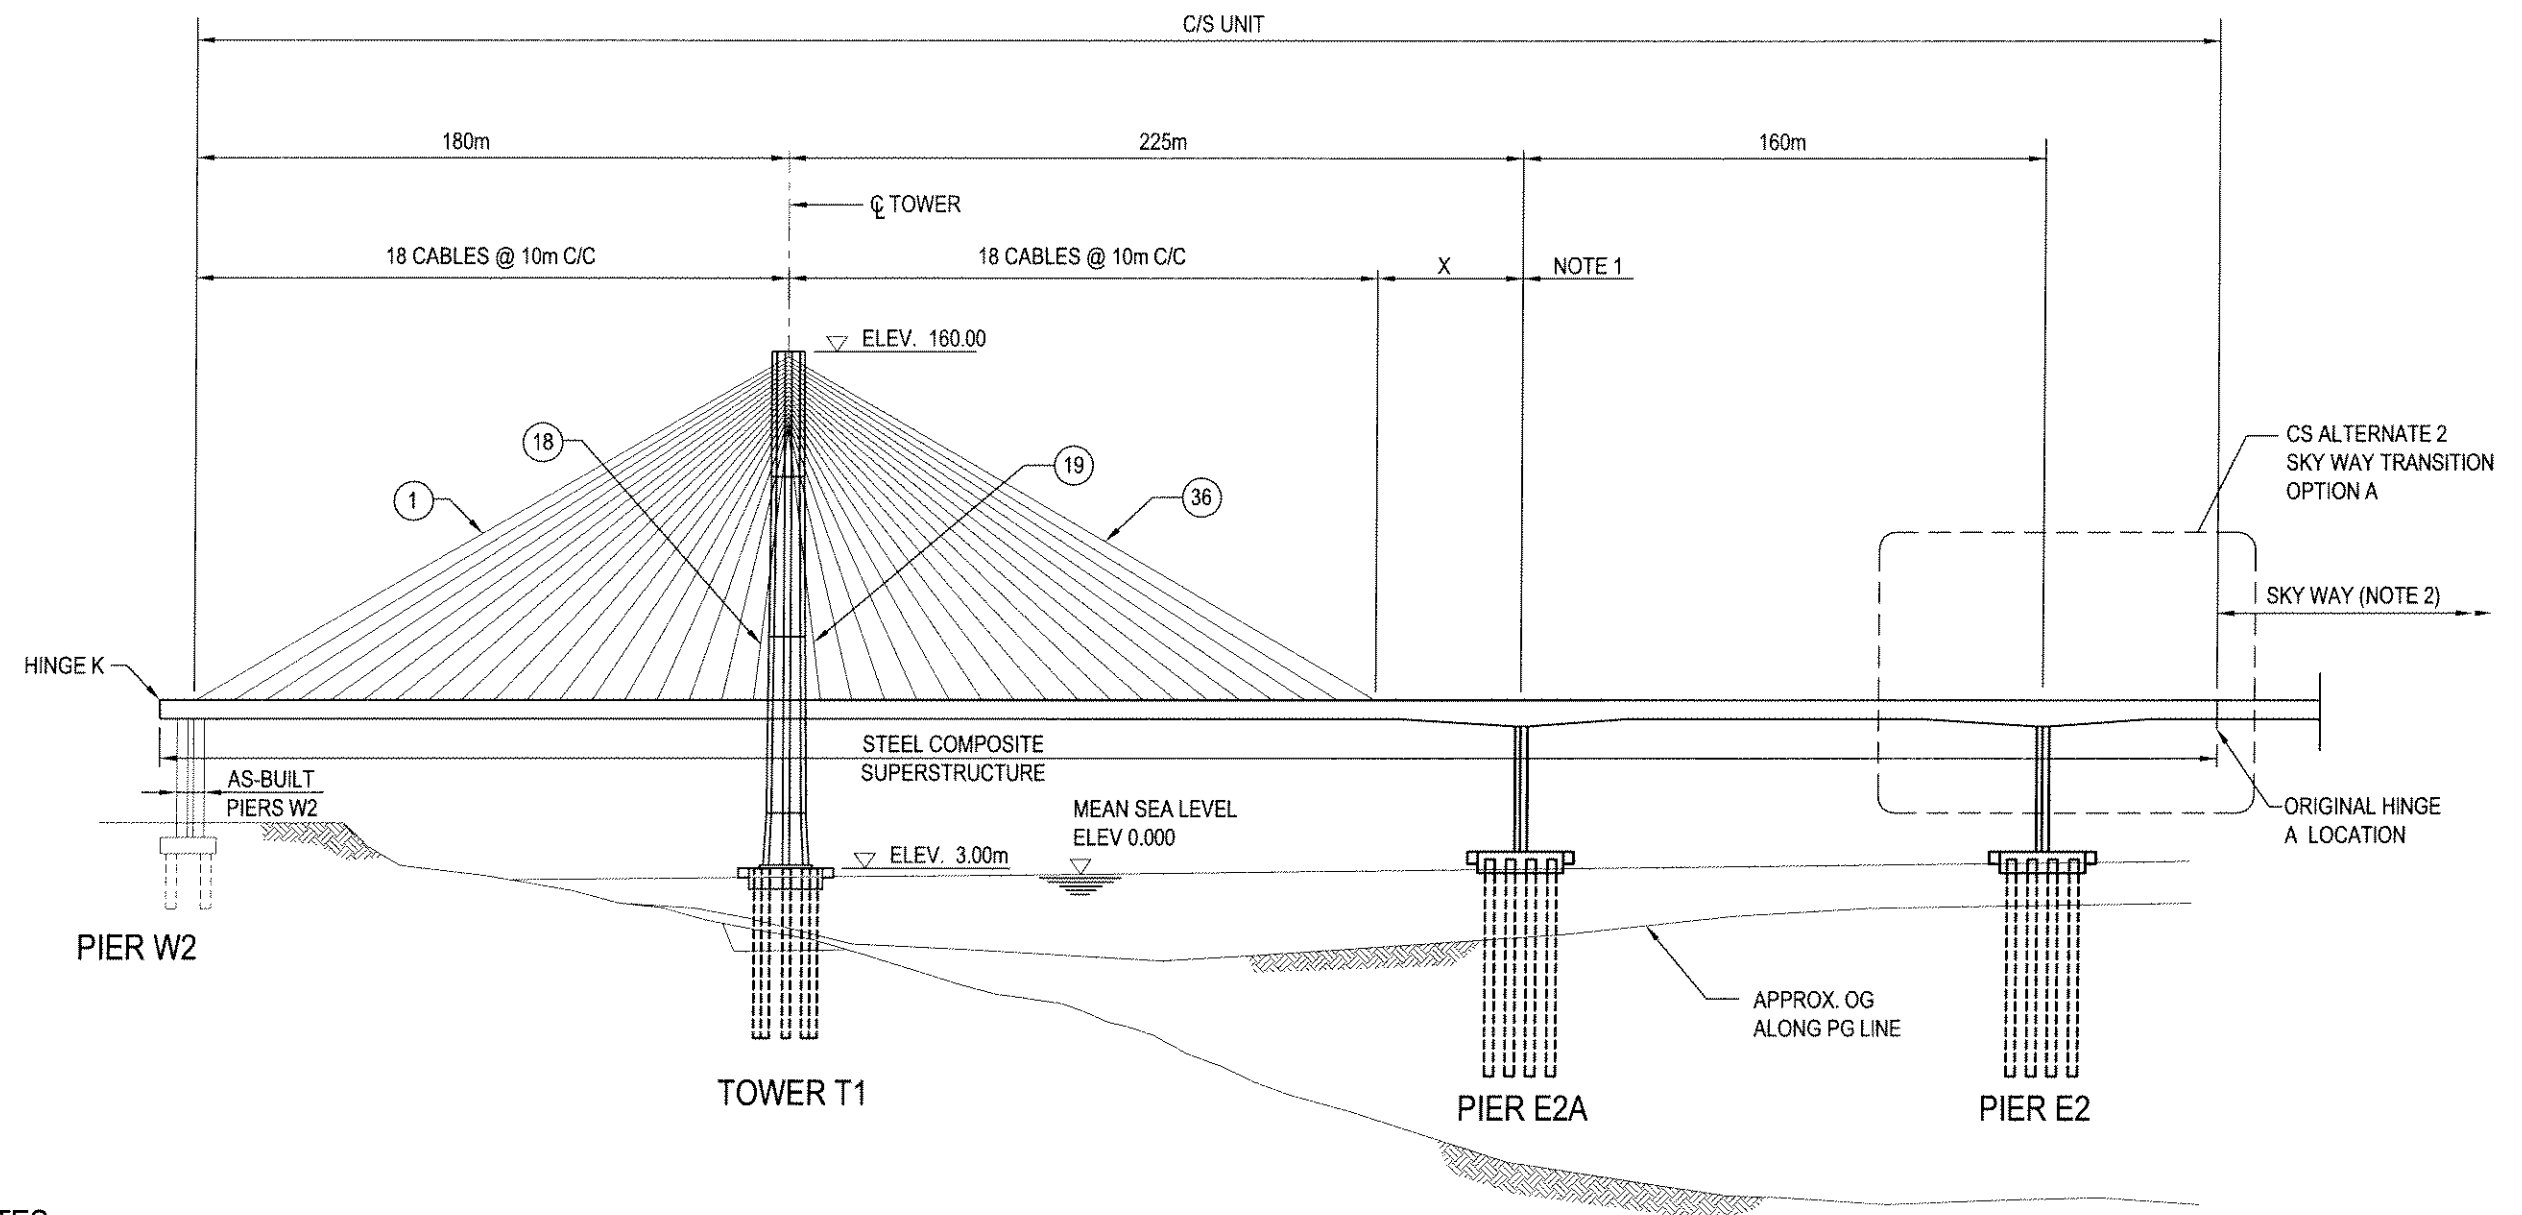 C/S UNIT
180m
225m
160m
℄ TOWER
18 CABLES @ 10m C/C
18 CABLES @ 10m C/C
X
NOTE 1
ELEV. 160.00
18
19
1
36
CS ALTERNATE 2
SKY WAY TRANSITION
OPTION A
SKY WAY (NOTE 2)
HINGE K
STEEL COMPOSITE
SUPERSTRUCTURE
AS-BUILT
PIERS W2
MEAN SEA LEVEL
ELEV 0.000
ORIGINAL HINGE
A LOCATION
ELEV. 3.00m
PIER W2
APPROX. OG
ALONG PG LINE
TOWER T1
PIER E2A
PIER E2